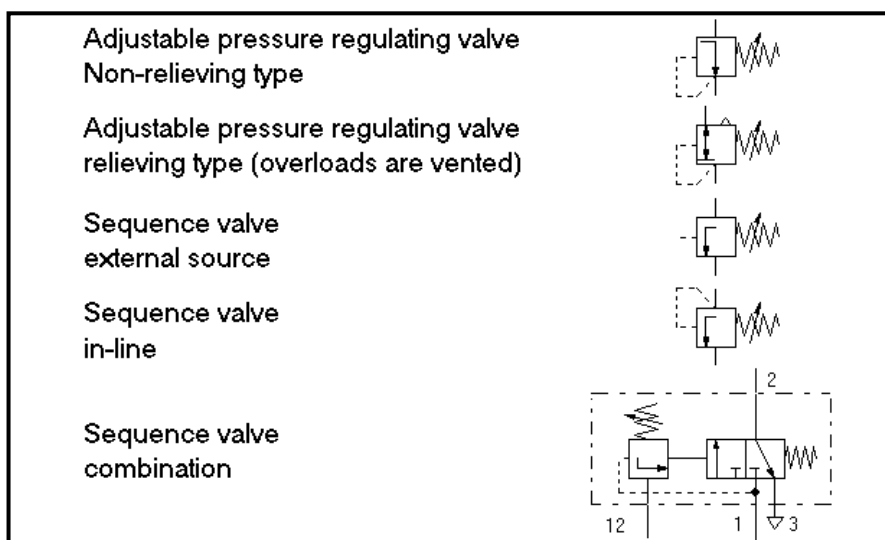 Adjustable pressure regulating valve
Non-relieving type
Adjustable pressure regulating valve
relieving type (overloads are vented)
Sequence valve
external source
Sequence valve
in-line
2
Sequence valve
combination
12
1
3